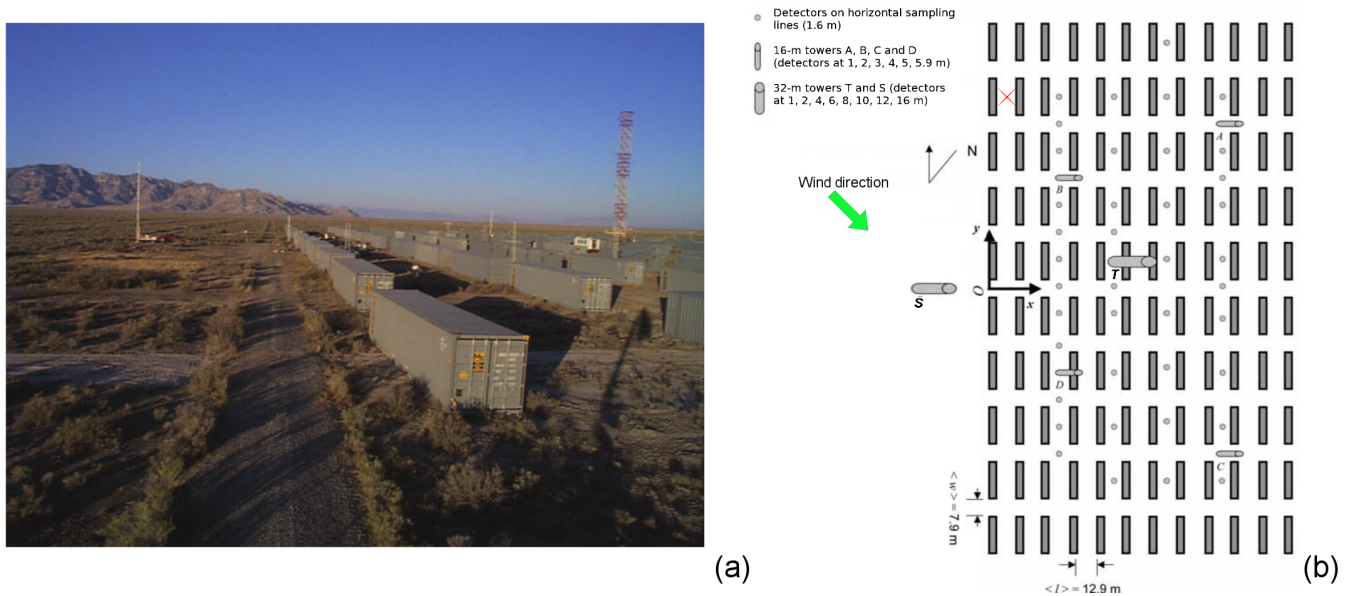 Detectors on horizontal sampling
lines (1.6 m)
16-m towers A, B, C and D
(detectors at 1, 2, 3, 4, 5, 5.9 m)
32-m towers T and S (detectors
at 1, 2, 4, 6, 8, 10, 12, 16 m)
N
Wind direction
A
B
y
T
S
O
x
D
C
<w> = 7.9 m
<l> = 12.9 m
(a)
(b)